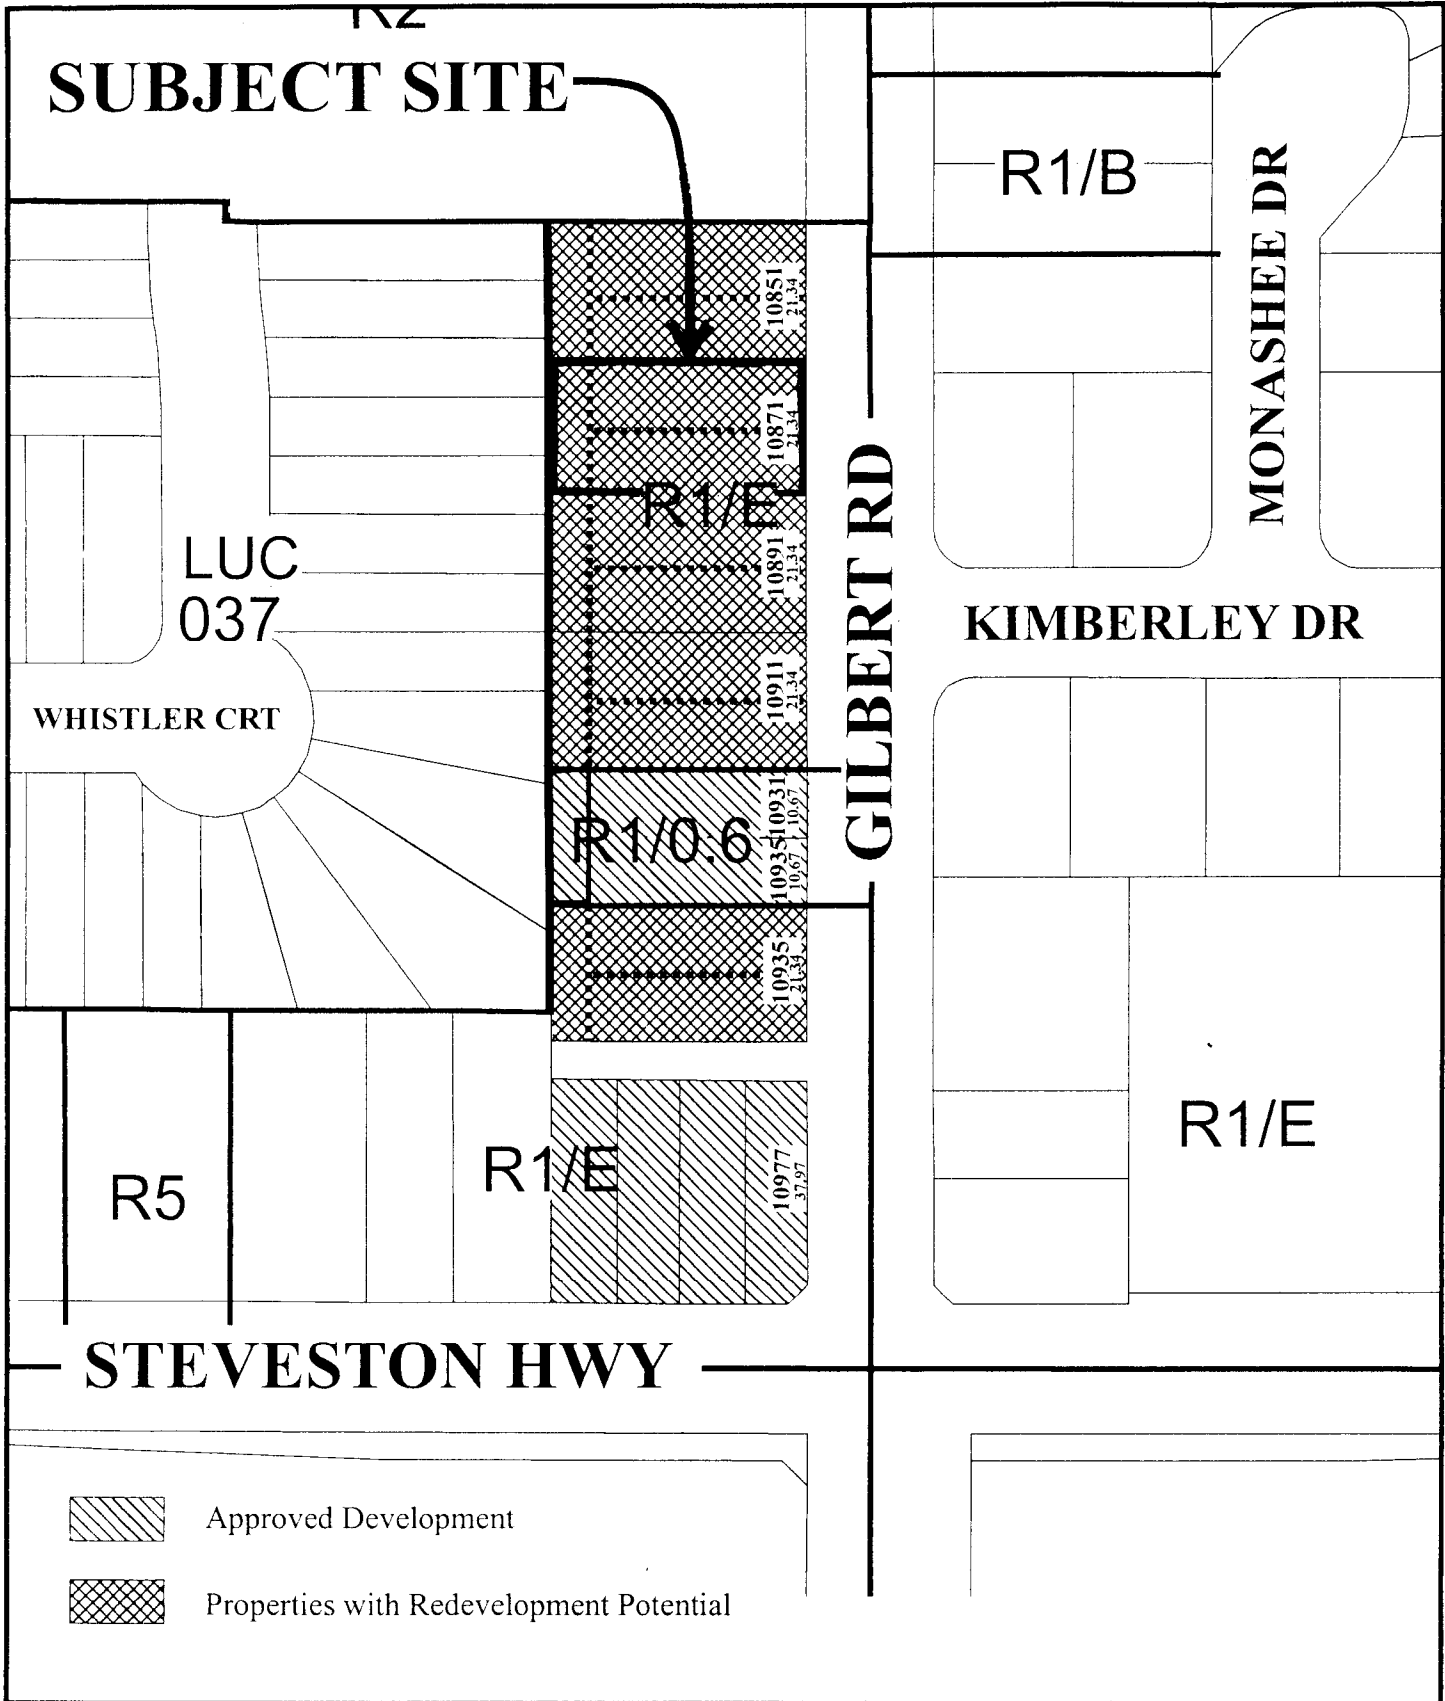 R2
SUBJECT SITE
R1/B
MONASHEE DR
10851
21.34
10871
21.34
R1/E
10891
21.34
LUC
037
GILBERT RD
KIMBERLEY DR
10911
21.34
WHISTLER CRT
10931
10.67
R1/0.6
10935
10.67
10935
21.34
R1/E
R1/E
R5
10977
37.97
STEVESTON HWY
Approved Development
Properties with Redevelopment Potential